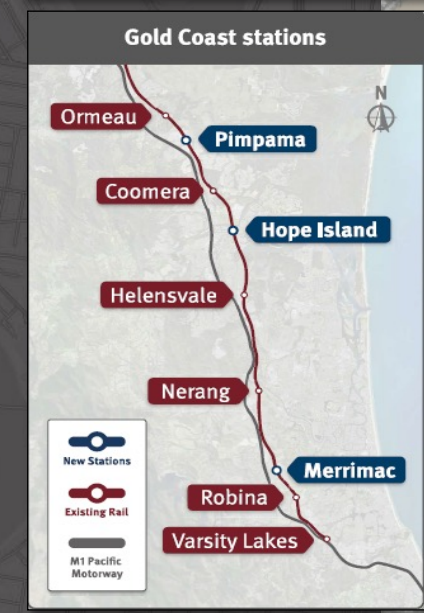 Gold Coast stations
N
Ormeau
Pimpama
Coomera
Hope Island
Helensvale
Nerang
Merrimac
Robina
Varsity Lakes
New Stations
Existing Rail
M1 Pacific
Motorway